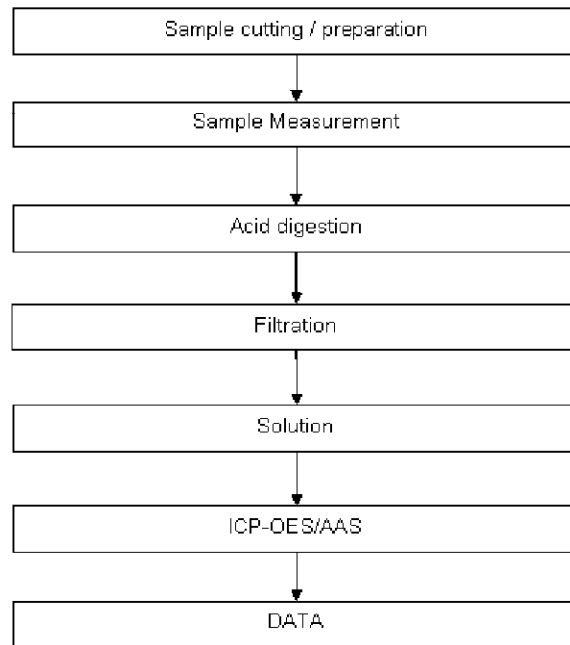 Sample cutting / preparation
Sample Measurement
Acid digestion
Filtration
Solution
ICP-OES/AAS
DATA